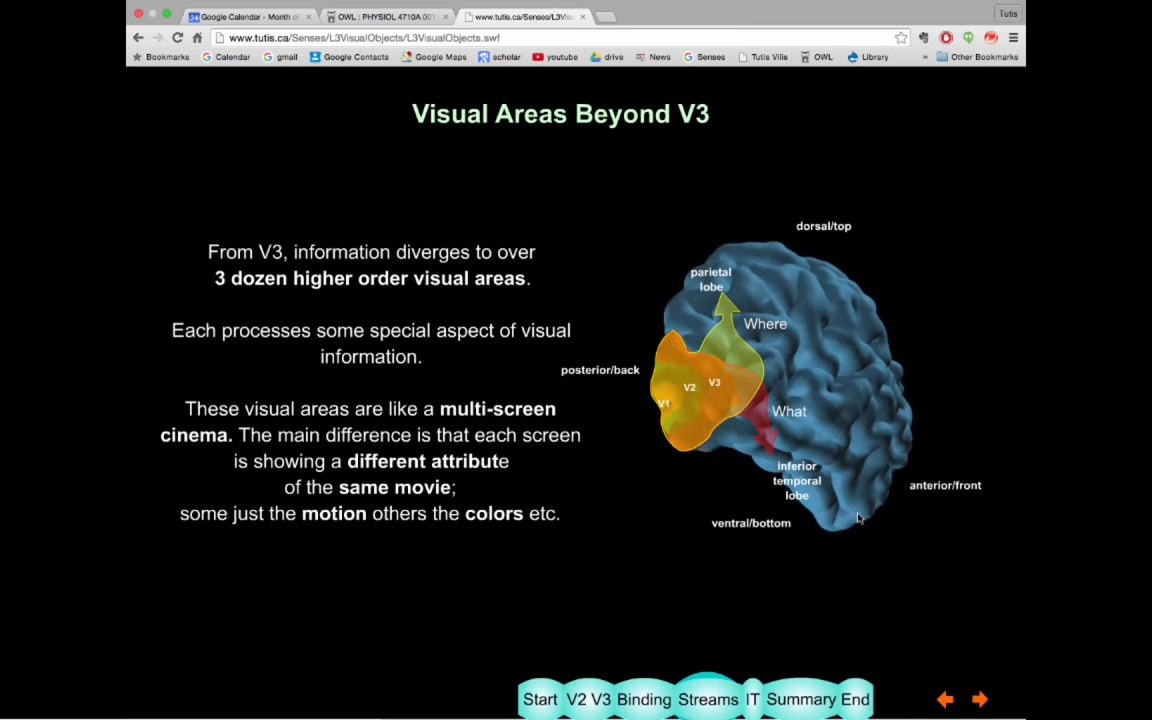 Google Calendar - Month o
OWL : PHYSIOL 4710A 001
www.tutis.ca/Senses/L3Visu
Tutis
www.tutis.ca/Senses/L3VisualObjects/L3VisualObjects.swf
Bookmarks Calendar gmail Google Contacts Google Maps scholar youtube drive News Senses Tutis Vilis OWL Library » Other Bookmarks
Visual Areas Beyond V3
From V3, information diverges to over
3 dozen higher order visual areas.
Each processes some special aspect of visual
information.
These visual areas are like a multi-screen
cinema. The main difference is that each screen
is showing a different attribute
of the same movie;
some just the motion others the colors etc.
dorsal/top
parietal
lobe
Where
posterior/back
V1
V2
V3
What
inferior
temporal
lobe
anterior/front
ventral/bottom
Start V2 V3 Binding Streams IT Summary End